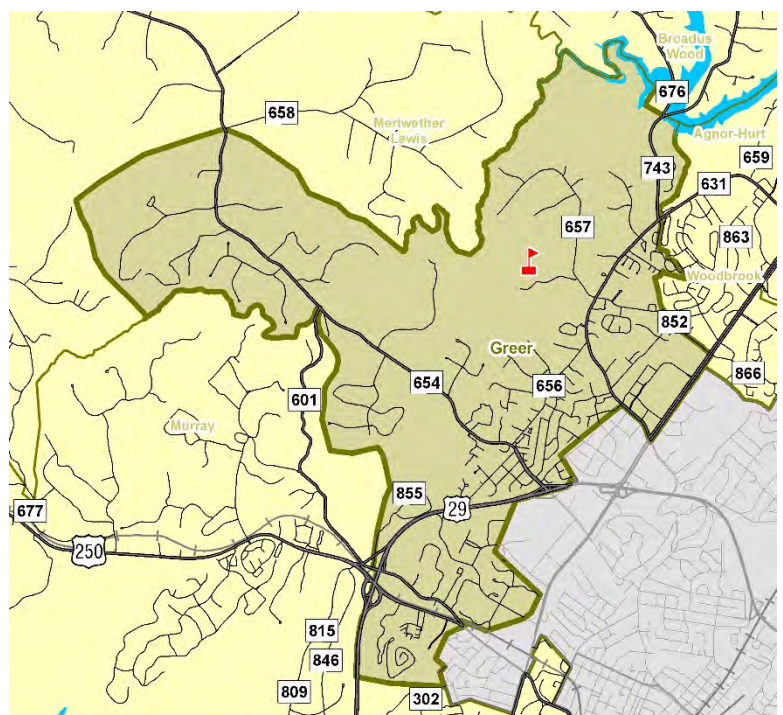 Broadus
Wood
676
658
Meriwether
Lewis
Agnor-Hurt
659
743
631
657
863
Woodbrook
852
Greer
866
656
654
601
Murray
855
29
677
250
815
846
809
302